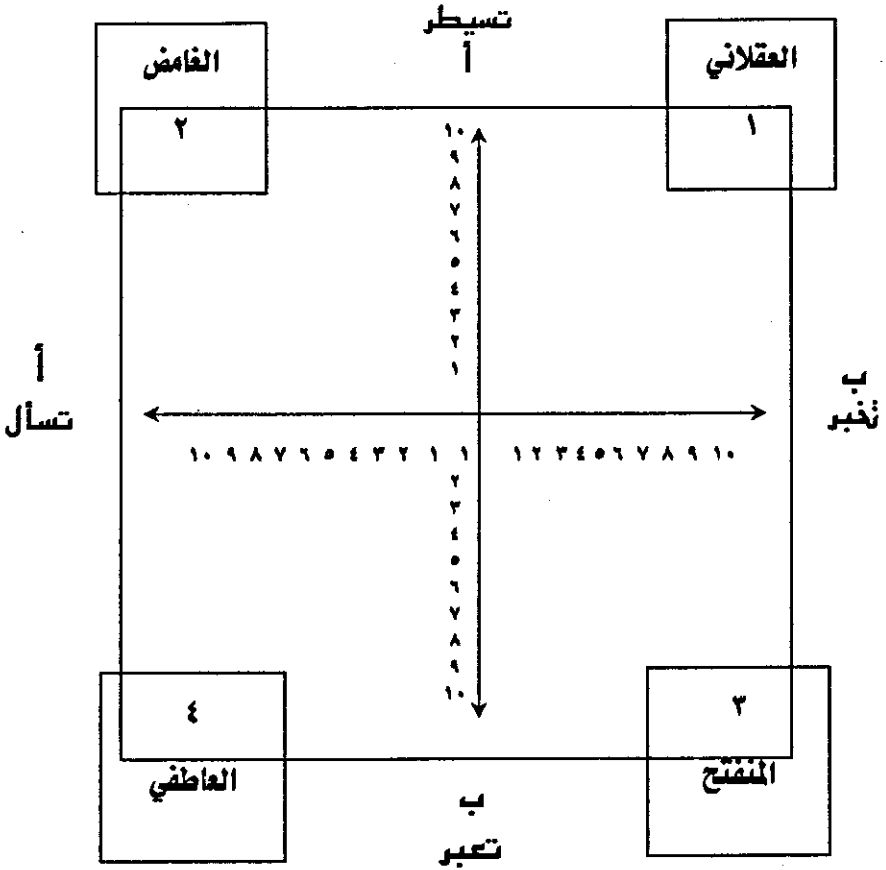 تسيطر
أ
العقلاني
١
الغامض
٢
١٠
٩
٨
٧
٦
٥
٤
٣
٢
١
ب
تخبر
أ
تسأل
١٠ ٩ ٨ ٧ ٦ ٥ ٤ ٣ ٢ ١ ١ ١ ٢ ٣ ٤ ٥ ٦ ٧ ٨ ٩ ١٠
٢
٣
٤
٥
٦
٧
٨
٩
١٠
٣
المنفتح
٤
العاطفي
ب
تعبر